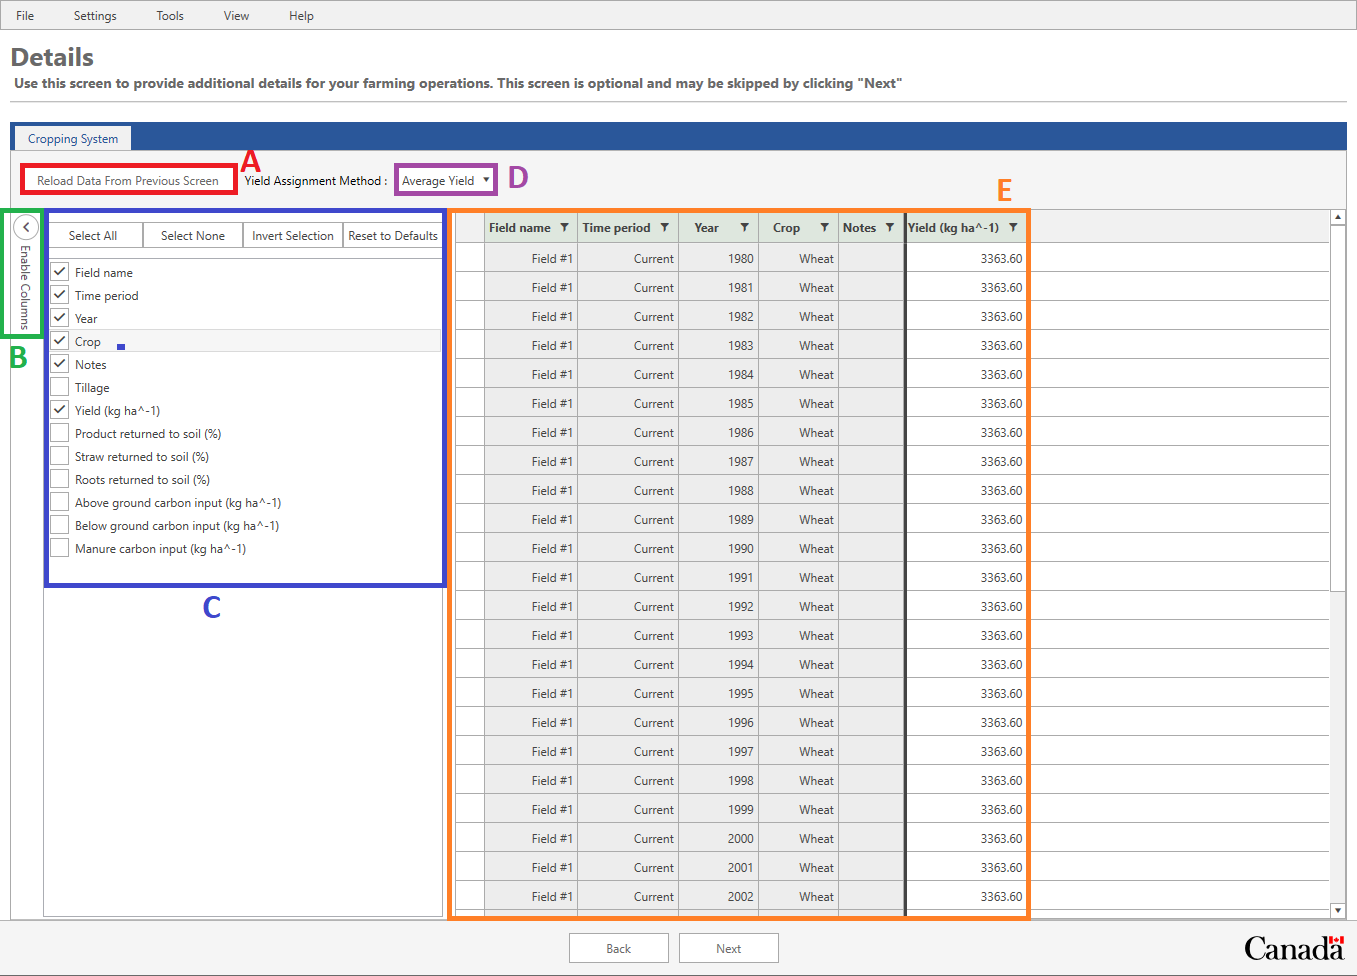 File Settings Tools View Help
Details
Use this screen to provide additional details for your farming operations. This screen is optional and may be skipped by clicking "Next"
Cropping System
A
Reload Data From Previous Screen Yield Assignment Method : Average Yield D
E
Enable Columns
B
Select All Select None Invert Selection Reset to Defaults
Field name
Time period
Year
Crop
Notes
Tillage
Yield (kg ha^-1)
Product returned to soil (%)
Straw returned to soil (%)
Roots returned to soil (%)
Above ground carbon input (kg ha^-1)
Below ground carbon input (kg ha^-1)
Manure carbon input (kg ha^-1)
C
Field name Time period Year Crop Notes Yield (kg ha^-1)
Field #1 Current 1980 Wheat 3363.60
Field #1 Current 1981 Wheat 3363.60
Field #1 Current 1982 Wheat 3363.60
Field #1 Current 1983 Wheat 3363.60
Field #1 Current 1984 Wheat 3363.60
Field #1 Current 1985 Wheat 3363.60
Field #1 Current 1986 Wheat 3363.60
Field #1 Current 1987 Wheat 3363.60
Field #1 Current 1988 Wheat 3363.60
Field #1 Current 1989 Wheat 3363.60
Field #1 Current 1990 Wheat 3363.60
Field #1 Current 1991 Wheat 3363.60
Field #1 Current 1992 Wheat 3363.60
Field #1 Current 1993 Wheat 3363.60
Field #1 Current 1994 Wheat 3363.60
Field #1 Current 1995 Wheat 3363.60
Field #1 Current 1996 Wheat 3363.60
Field #1 Current 1997 Wheat 3363.60
Field #1 Current 1998 Wheat 3363.60
Field #1 Current 1999 Wheat 3363.60
Field #1 Current 2000 Wheat 3363.60
Field #1 Current 2001 Wheat 3363.60
Field #1 Current 2002 Wheat 3363.60
Back Next
Canada